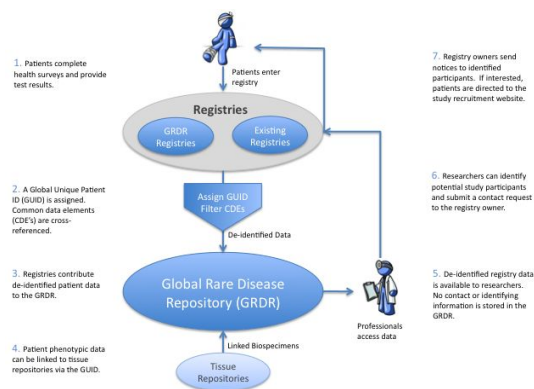 1. Patients complete
health surveys and provide
test results.
Patients enter
registry
7. Registry owners send
notices to identified
participants. If interested,
patients are directed to the
study recruitment website.
Registries
GRDR
Registries
Existing
Registries
2. A Global Unique Patient
ID (GUID) is assigned.
Common data elements
(CDE's) are cross-
referenced.
Assign GUID
Filter CDEs
6. Researchers can identify
potential study participants
and submit a contact request
to the registry owner.
De-identified Data
3. Registries contribute
de-identified patient data
to the GRDR.
Global Rare Disease
Repository (GRDR)
5. De-identified registry data
is available to researchers.
No contact or identifying
information is stored in the
GRDR.
Professionals
access data
4. Patient phenotypic data
can be linked to tissue
repositories via the GUID.
Linked Biospecimens
Tissue
Repositories